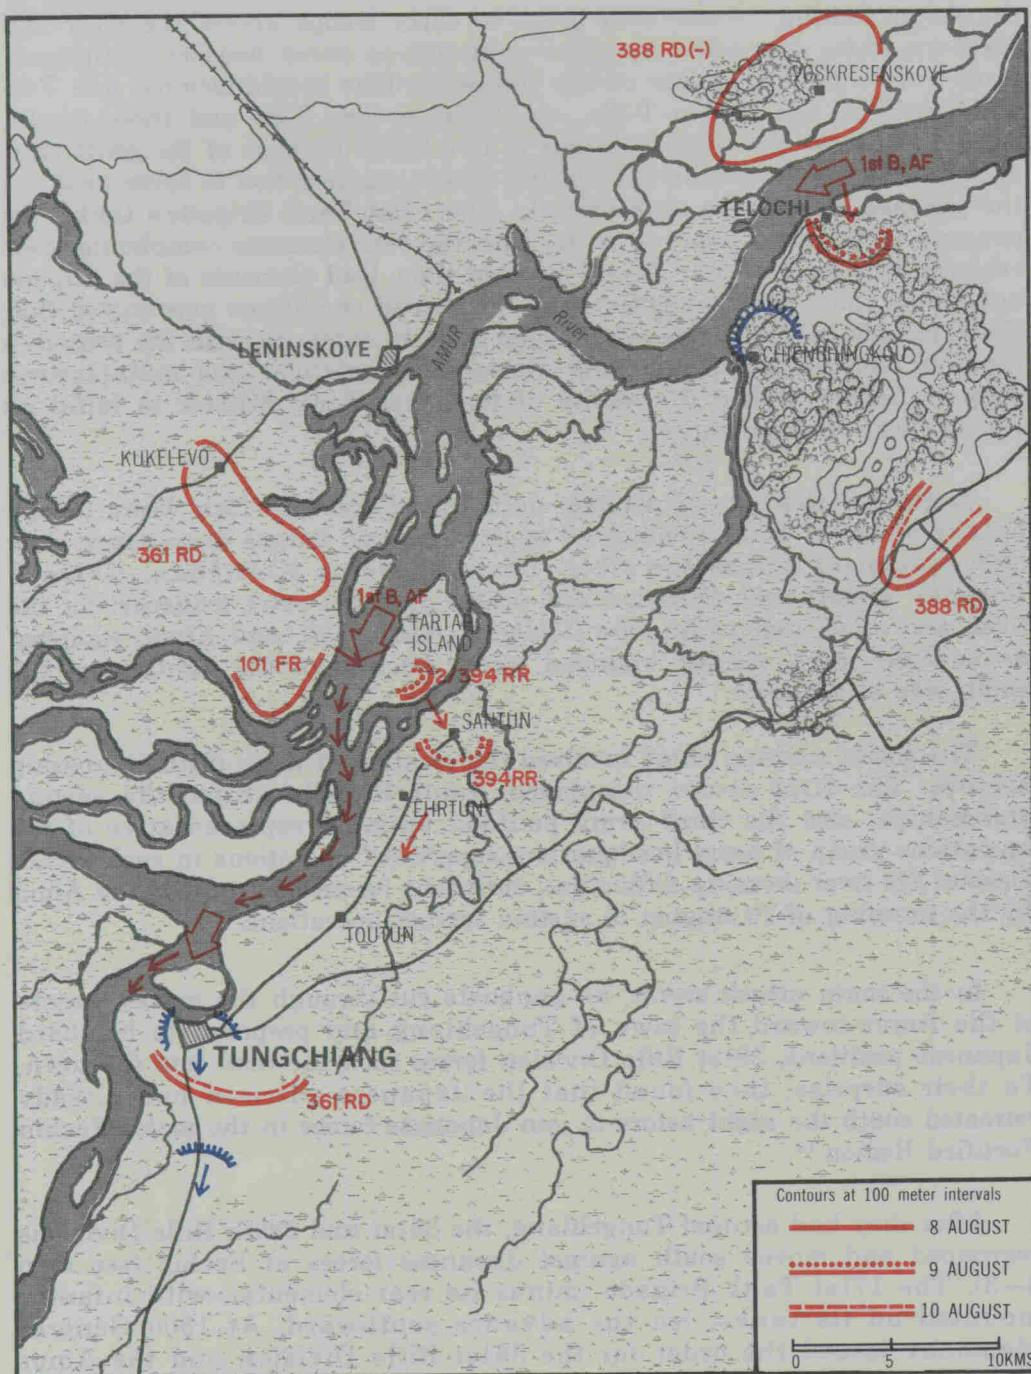 388 RD(-)
VOSKRESENSKOYE
1st B, AF
TELOCHI
River
AMUR
LENINSKOYE
KUKELEVO
361 RD
388 RD
1st B, AF
TARTAR
ISLAND
101 FR
2/394 RR
SANTUN
394RR
EHRTUN
TOUTUN
TUNGCHIANG
361 RD
Contours at 100 meter intervals
8 AUGUST
9 AUGUST
10 AUGUST
0 5 10KMS